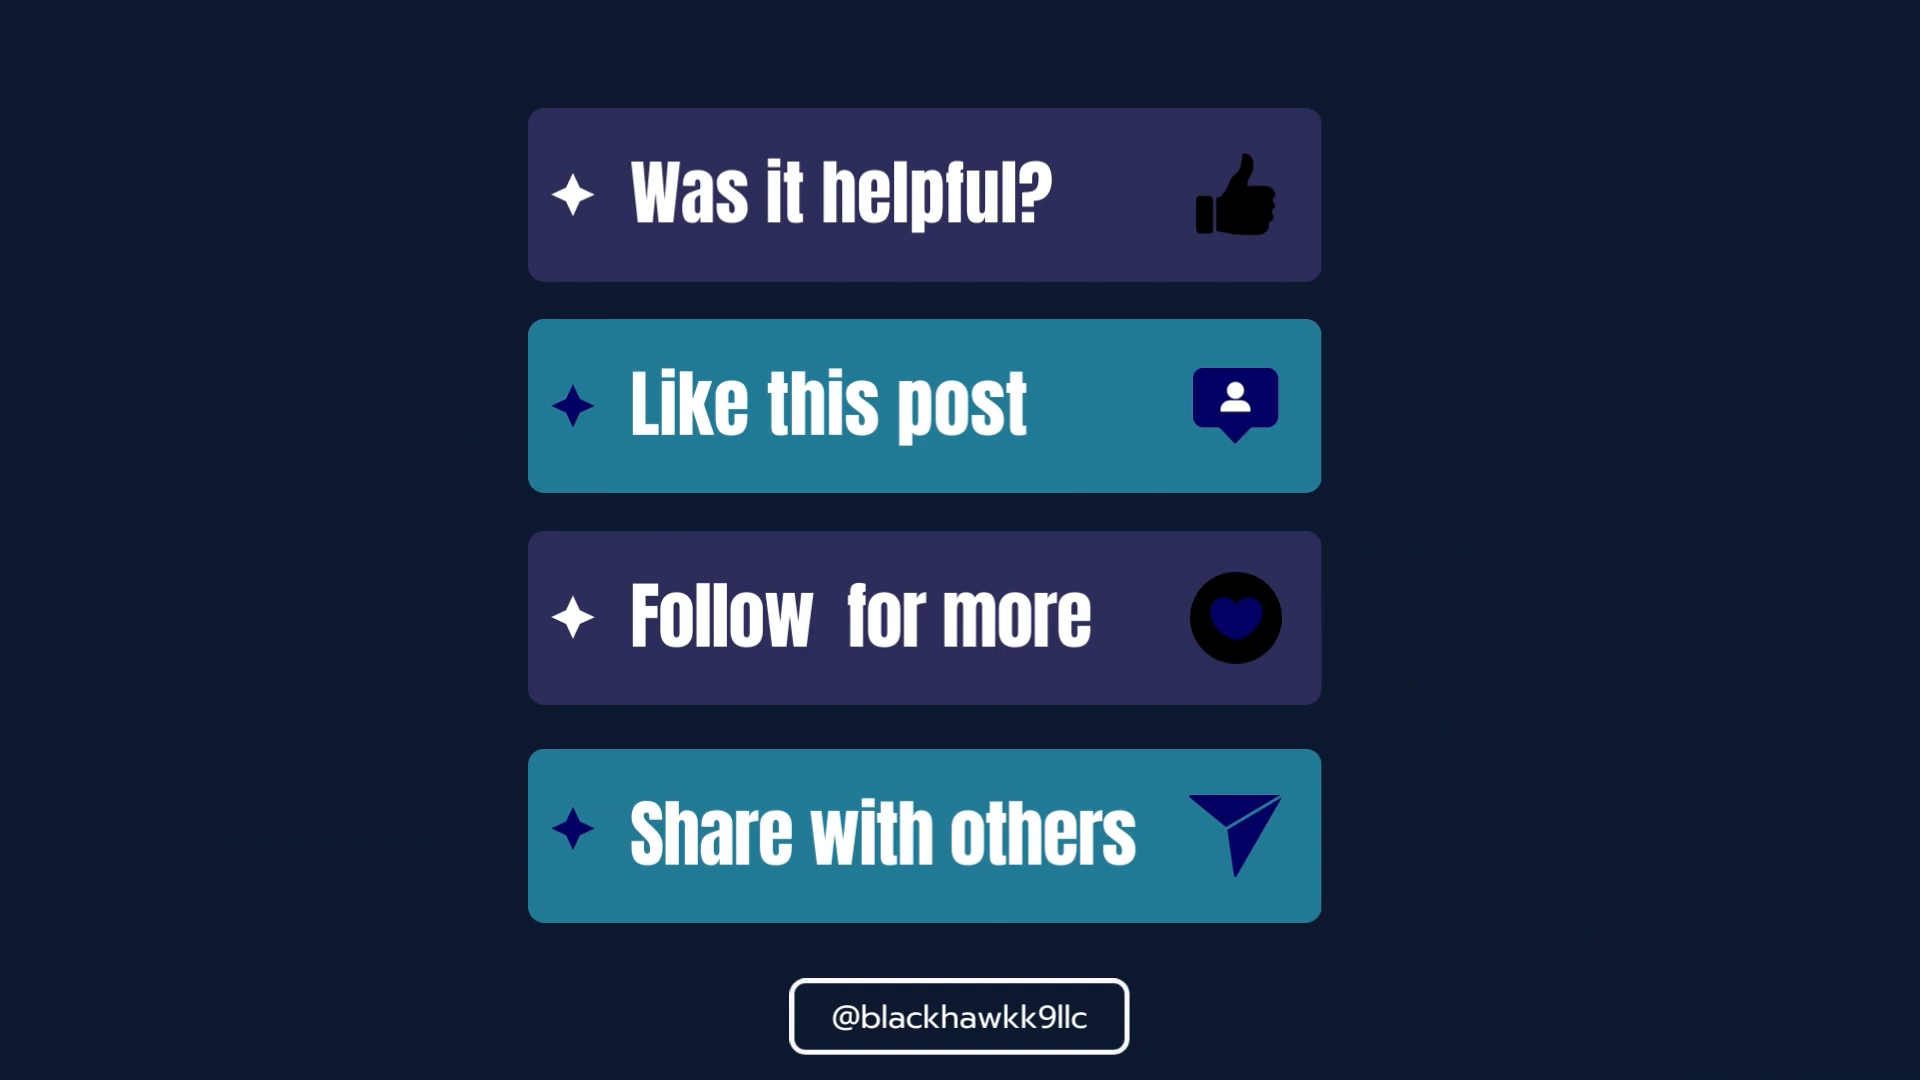 Was it helpful?
Like this post
Follow  for more
Share with others
@blackhawkk9llc